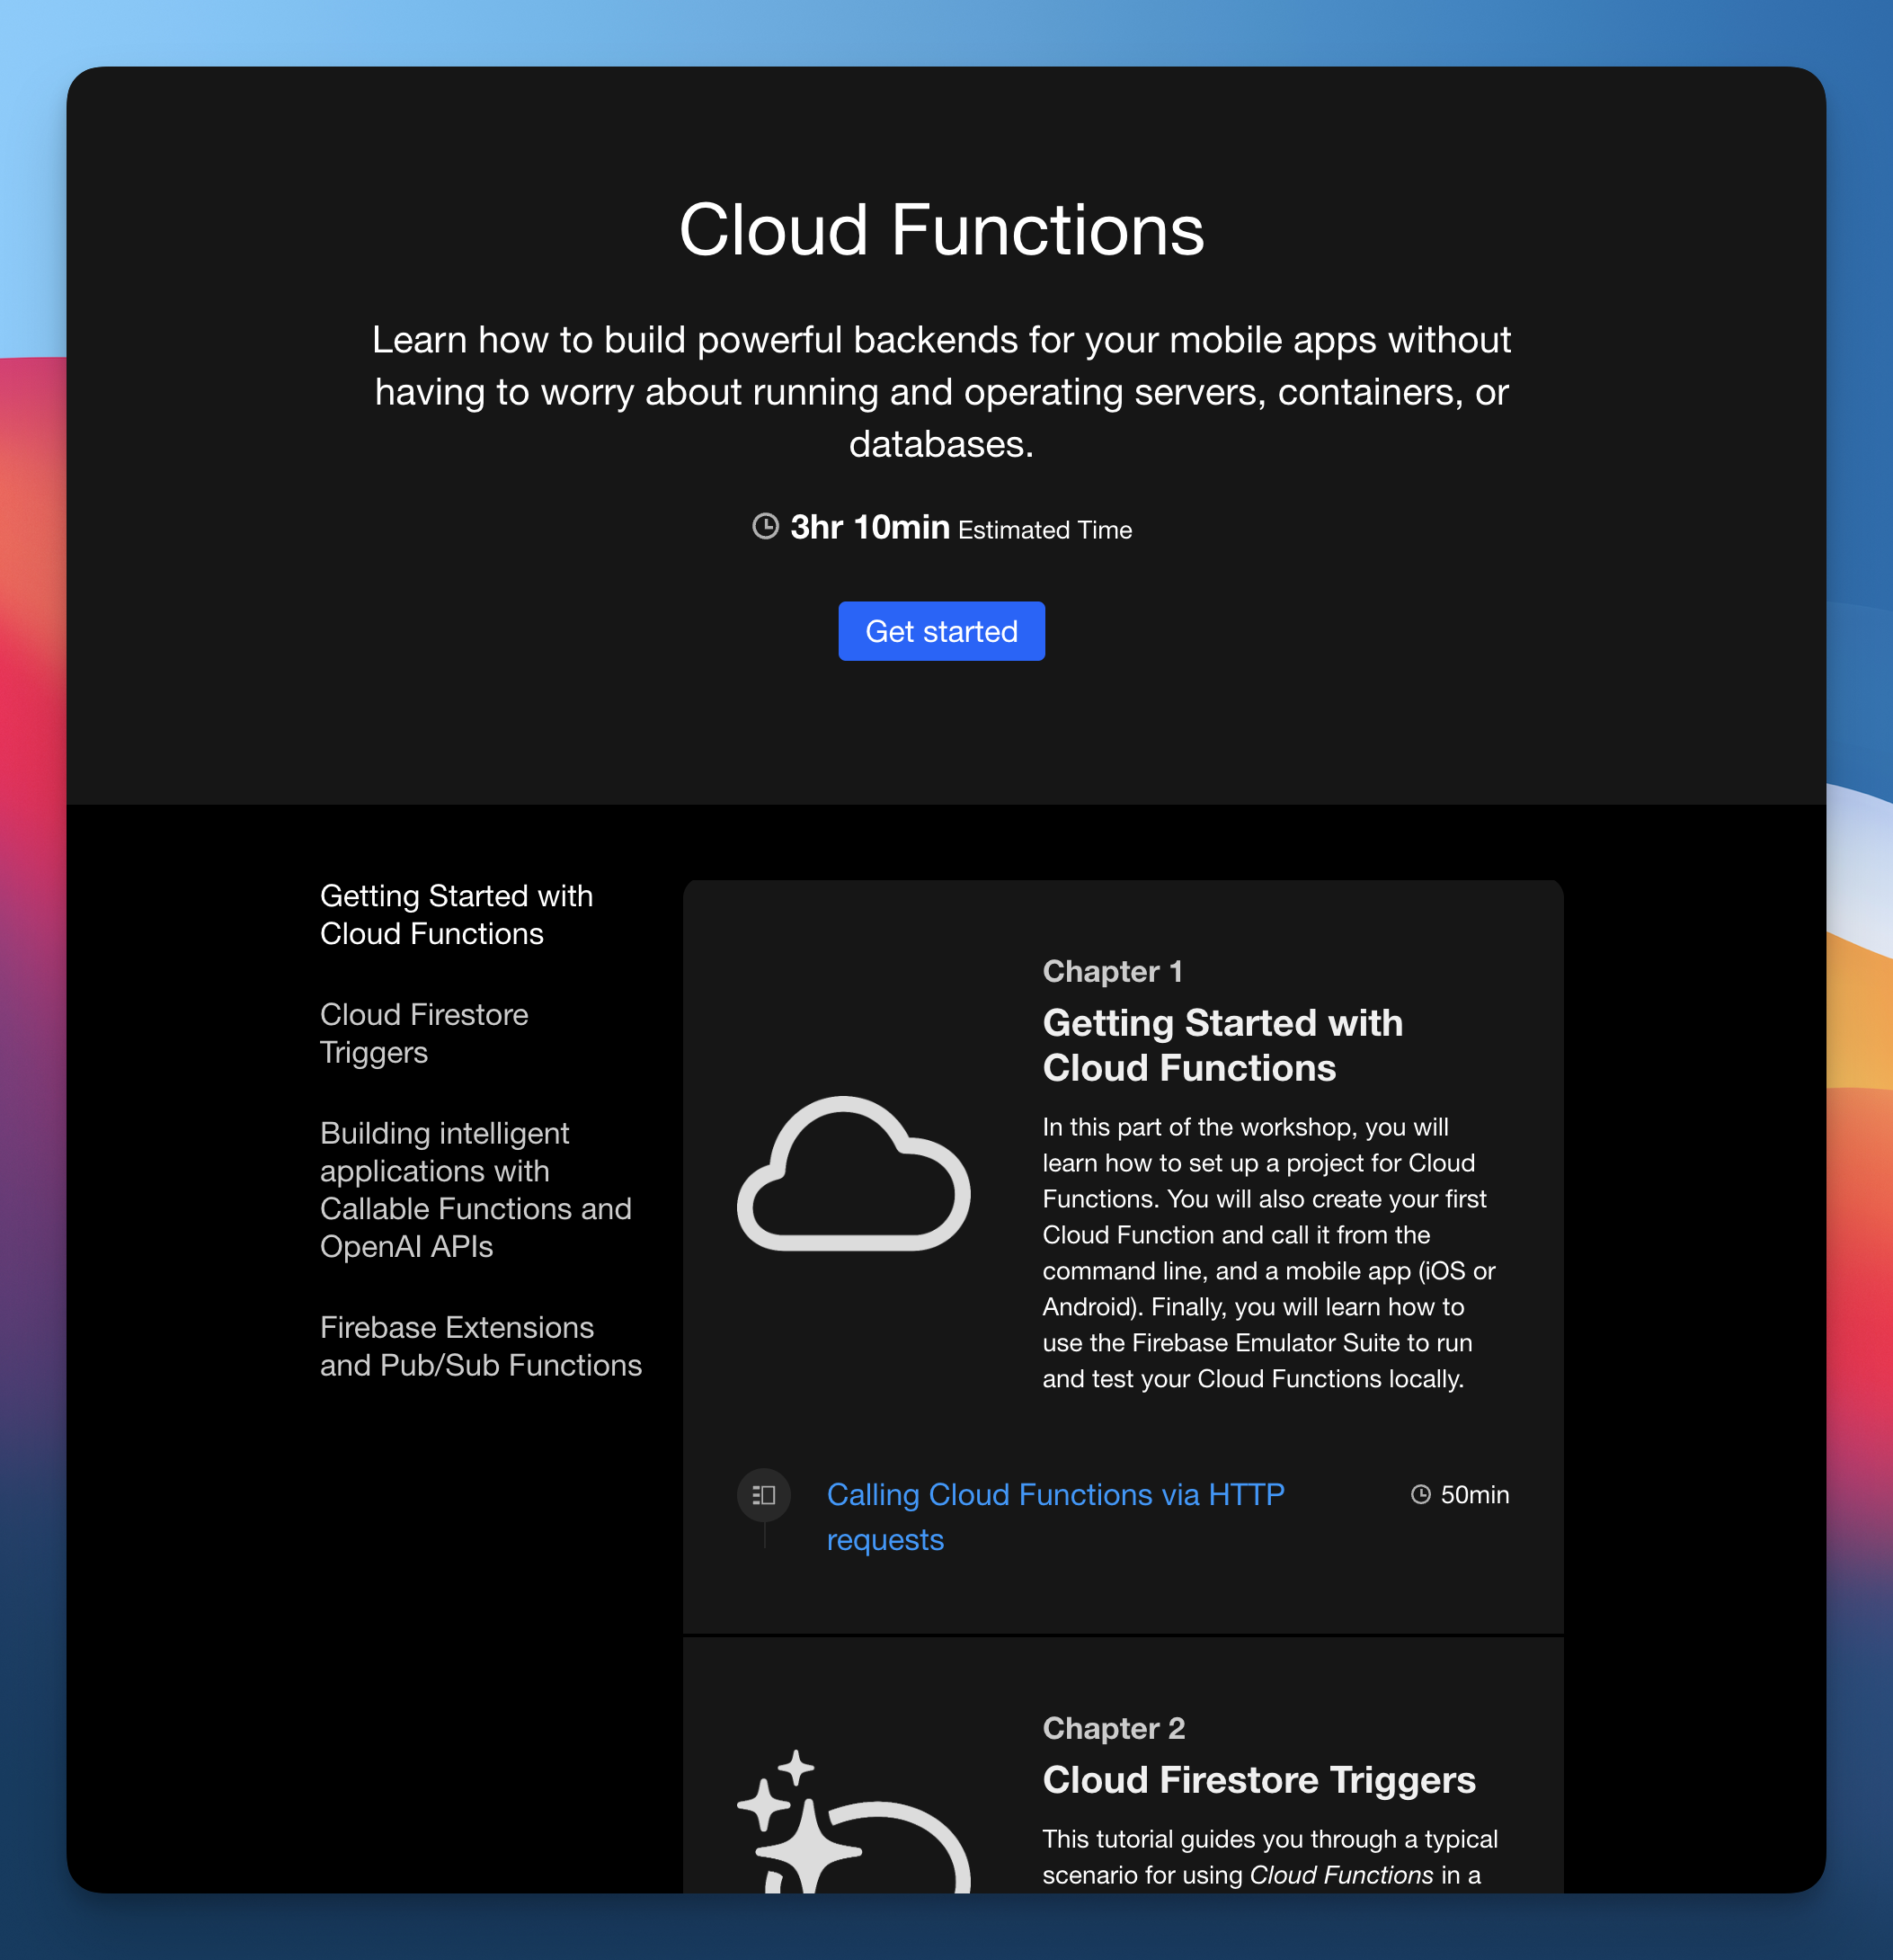 Cloud Functions
Learn how to build powerful backends for your mobile apps without
having to worry about running and operating servers, containers, or
databases.
3hr 10min Estimated Time
Get started
Getting Started with
Cloud Functions
Cloud Firestore
Triggers
Building intelligent
applications with
Callable Functions and
OpenAI APIs
Firebase Extensions
and Pub/Sub Functions
Chapter 1
Getting Started with
Cloud Functions
In this part of the workshop, you will
learn how to set up a project for Cloud
Functions. You will also create your first
Cloud Function and call it from the
command line, and a mobile app (iOS or
Android). Finally, you will learn how to
use the Firebase Emulator Suite to run
and test your Cloud Functions locally.
Calling Cloud Functions via HTTP
requests
50min
Chapter 2
Cloud Firestore Triggers
This tutorial guides you through a typical
scenario for using Cloud Functions in a